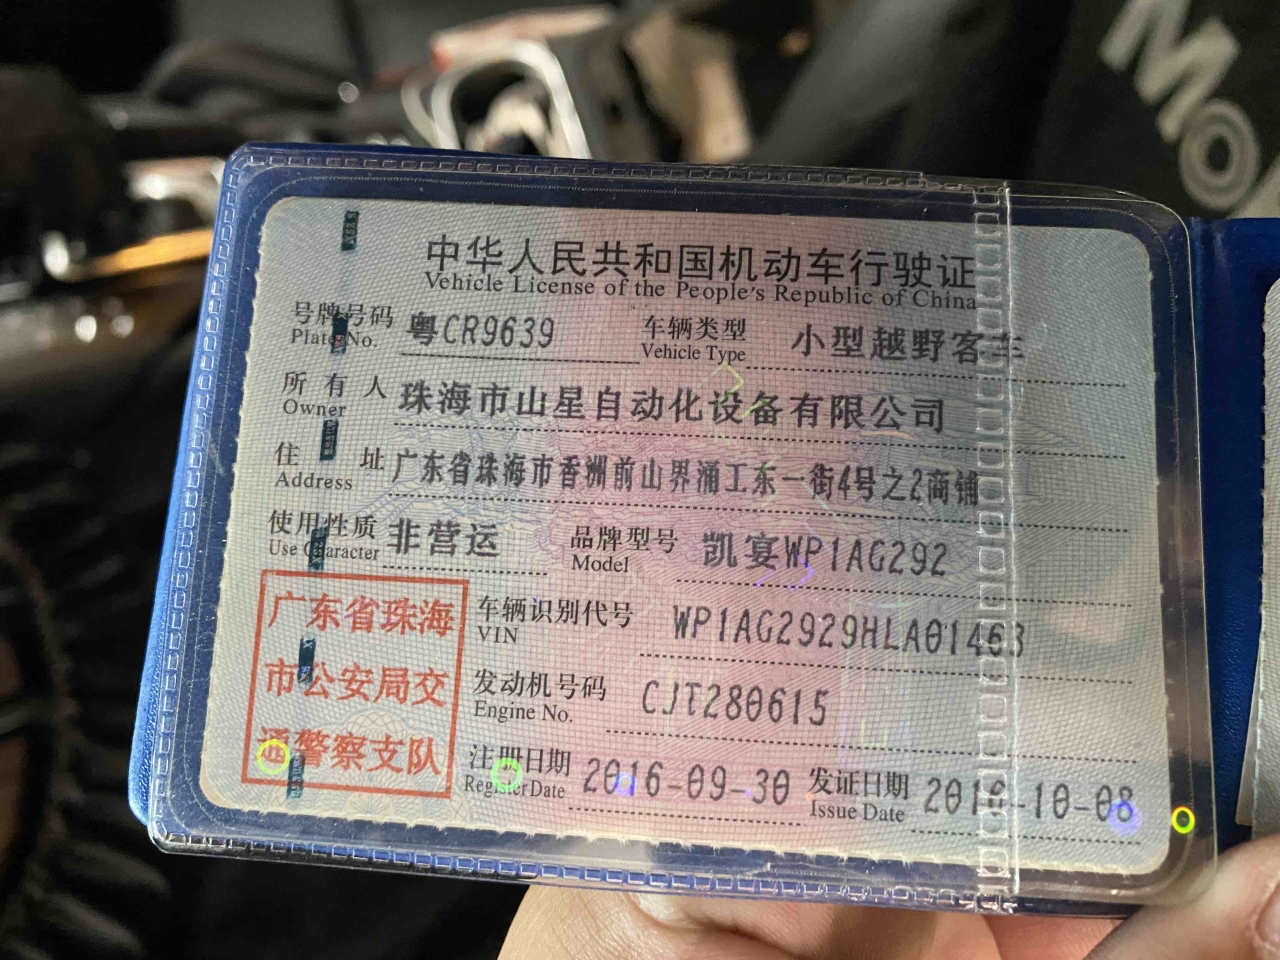 中华人民共和国机动车行驶证
Vehicle License of the People's Republic of China
号牌号码 粤CR9639 车辆类型 小型越野客车
Plate No. Vehicle Type
所有人 珠海市山星自动化设备有限公司
Owner
住址 广东省珠海市香洲前山界涌工东一街4号之2商铺
Address
使用性质 非营运 品牌型号 凯宴WP1AG292
Use Character Model
车辆识别代号 WP1AG2929HLA01463
VIN
发动机号码 CJT280615
Engine No.
注册日期 2016-09-30 发证日期
Register Date Issue Date
广东省珠海
市公安局交
通警察支队
MO